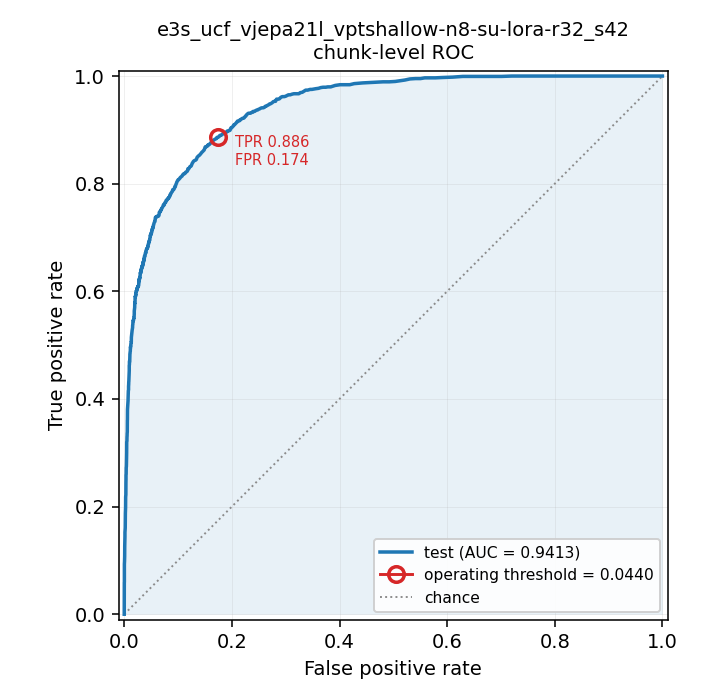 e3s_ucf_vjepa21l_vptshallow-n8-su-lora-r32_s42
chunk-level ROC
1.0
0.8
0.6
0.4
0.2
0.0
True positive rate
TPR 0.886
FPR 0.174
test (AUC = 0.9413)
operating threshold = 0.0440
chance
0.0 0.2 0.4 0.6 0.8 1.0
False positive rate